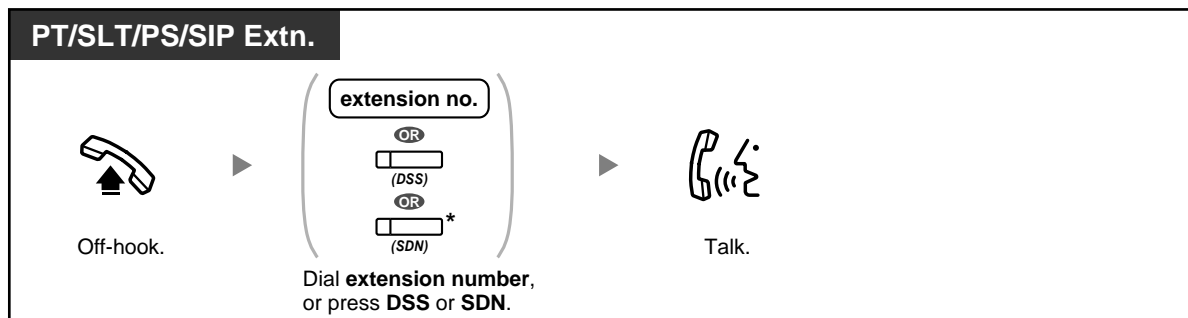 PT/SLT/PS/SIP Extn.
extension no.
OR
(DSS)
OR
*
(SDN)
Off-hook.
Talk.
Dial extension number,
or press DSS or SDN.